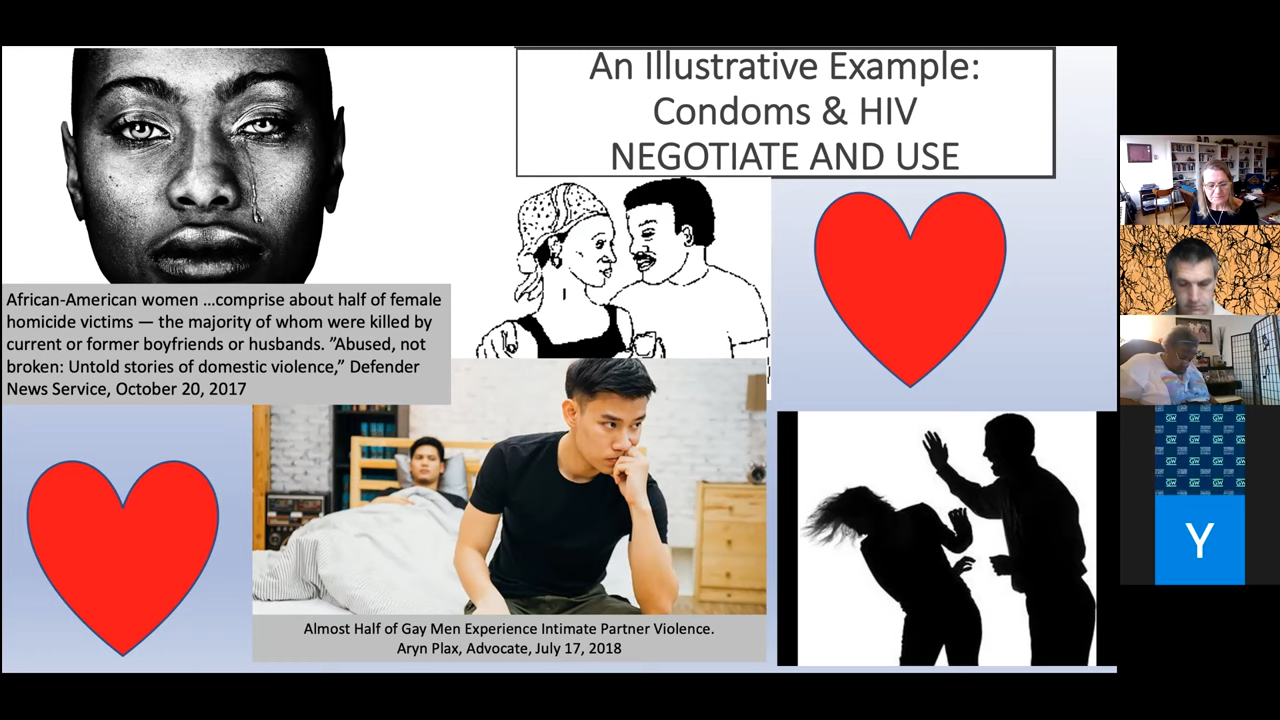 An Illustrative Example:
Condoms & HIV
NEGOTIATE AND USE
African-American women ...comprise about half of female
homicide victims — the majority of whom were killed by
current or former boyfriends or husbands. ”Abused, not
broken: Untold stories of domestic violence,” Defender
News Service, October 20, 2017
Almost Half of Gay Men Experience Intimate Partner Violence.
Aryn Plax, Advocate, July 17, 2018
GW
Y